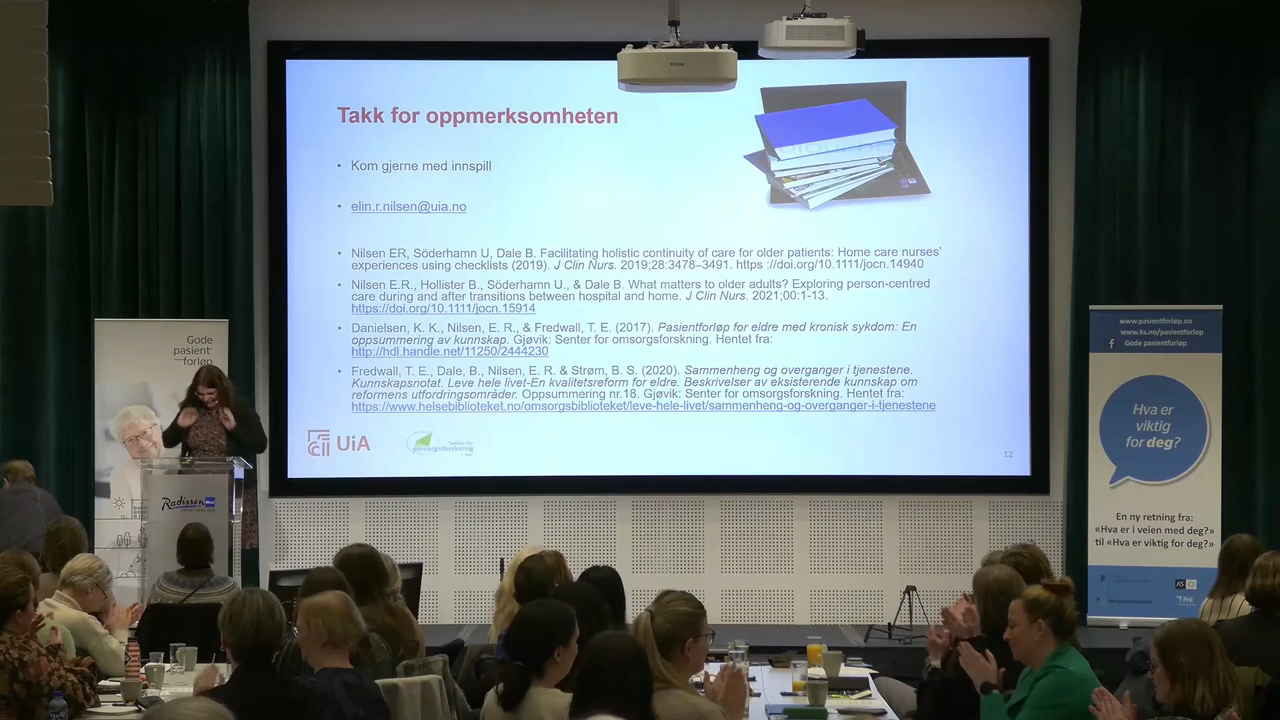 EPSON
Takk for oppmerksomheten
• Kom gjerne med innspill
• elin.r.nilsen@uia.no
• Nilsen ER, Söderhamn U, Dale B. Facilitating holistic continuity of care for older patients: Home care nurses'
experiences using checklists (2019). J Clin Nurs. 2019;28:3478–3491. https ://doi.org/10.1111/jocn.14940
• Nilsen E.R., Hollister B., Söderhamn U., & Dale B. What matters to older adults? Exploring person-centred
care during and after transitions between hospital and home. J Clin Nurs. 2021;00:1-13.
https://doi.org/10.1111/jocn.15914
• Danielsen, K. K., Nilsen, E. R., & Fredwall, T. E. (2017). Pasientforløp for eldre med kronisk sykdom: En
oppsummering av kunnskap. Gjøvik: Senter for omsorgsforskning. Hentet fra:
http://hdl.handle.net/11250/2444230
• Fredwall, T. E., Dale, B., Nilsen, E. R. & Strøm, B. S. (2020). Sammenheng og overganger i tjenestene.
Kunnskapsnotat. Leve hele livet-En kvalitetsreform for eldre. Beskrivelser av eksisterende kunnskap om
reformens utfordringsområder. Oppsummering nr.18. Gjøvik: Senter for omsorgsforskning. Hentet fra:
https://www.helsebiblioteket.no/omsorgsbiblioteket/leve-hele-livet/sammenheng-og-overganger-i-tjenestene
UiA
Senter for
omsorgsforskning
12
Gode
pasient
forløp
Radisson BLU
www.pasientforløp.no
www.ks.no/pasientforløp
f Gode pasientforløp
Hva er
viktig
for deg?
En ny retning fra:
«Hva er i veien med deg?»
til «Hva er viktig for deg?»
KS
FHI